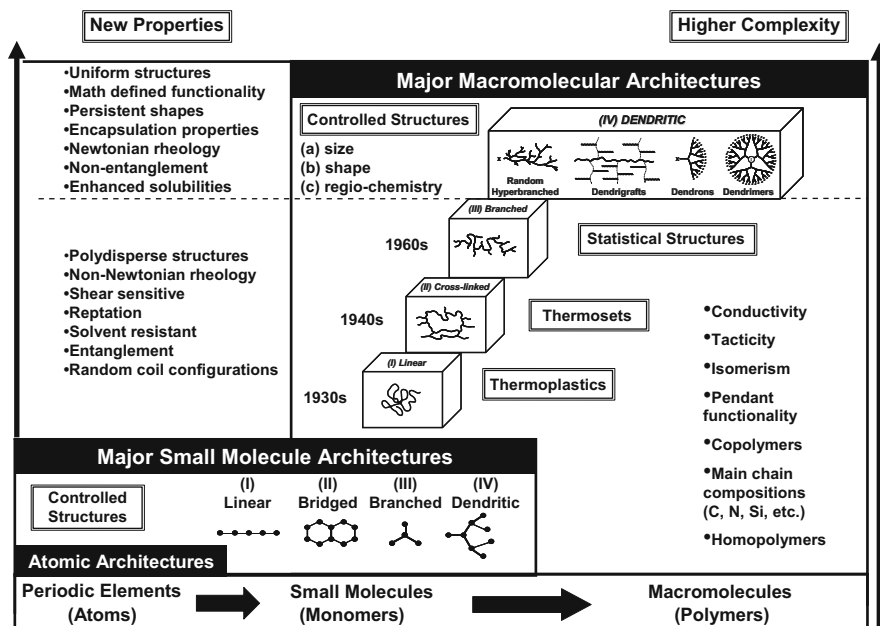 New Properties
Higher Complexity
•Uniform structures
•Math defined functionality
•Persistent shapes
•Encapsulation properties
•Newtonian rheology
•Non-entanglement
•Enhanced solubilities
Major Macromolecular Architectures
Controlled Structures
(a) size
(b) shape
(c) regio-chemistry
(IV) DENDRITIC
Random
Hyperbranched
Dendrigrafts
Dendrons
Dendrimers
(III) Branched
1960s
Statistical Structures
•Polydisperse structures
•Non-Newtonian rheology
•Shear sensitive
•Reptation
•Solvent resistant
•Entanglement
•Random coil configurations
(II) Cross-linked
1940s
Thermosets
(I) Linear
1930s
Thermoplastics
•Conductivity
•Tacticity
•Isomerism
•Pendant
functionality
•Copolymers
•Main chain
compositions
(C, N, Si, etc.)
•Homopolymers
Major Small Molecule Architectures
Controlled
Structures
(I)
Linear
(II)
Bridged
(III)
Branched
(IV)
Dendritic
Atomic Architectures
Periodic Elements
(Atoms)
Small Molecules
(Monomers)
Macromolecules
(Polymers)